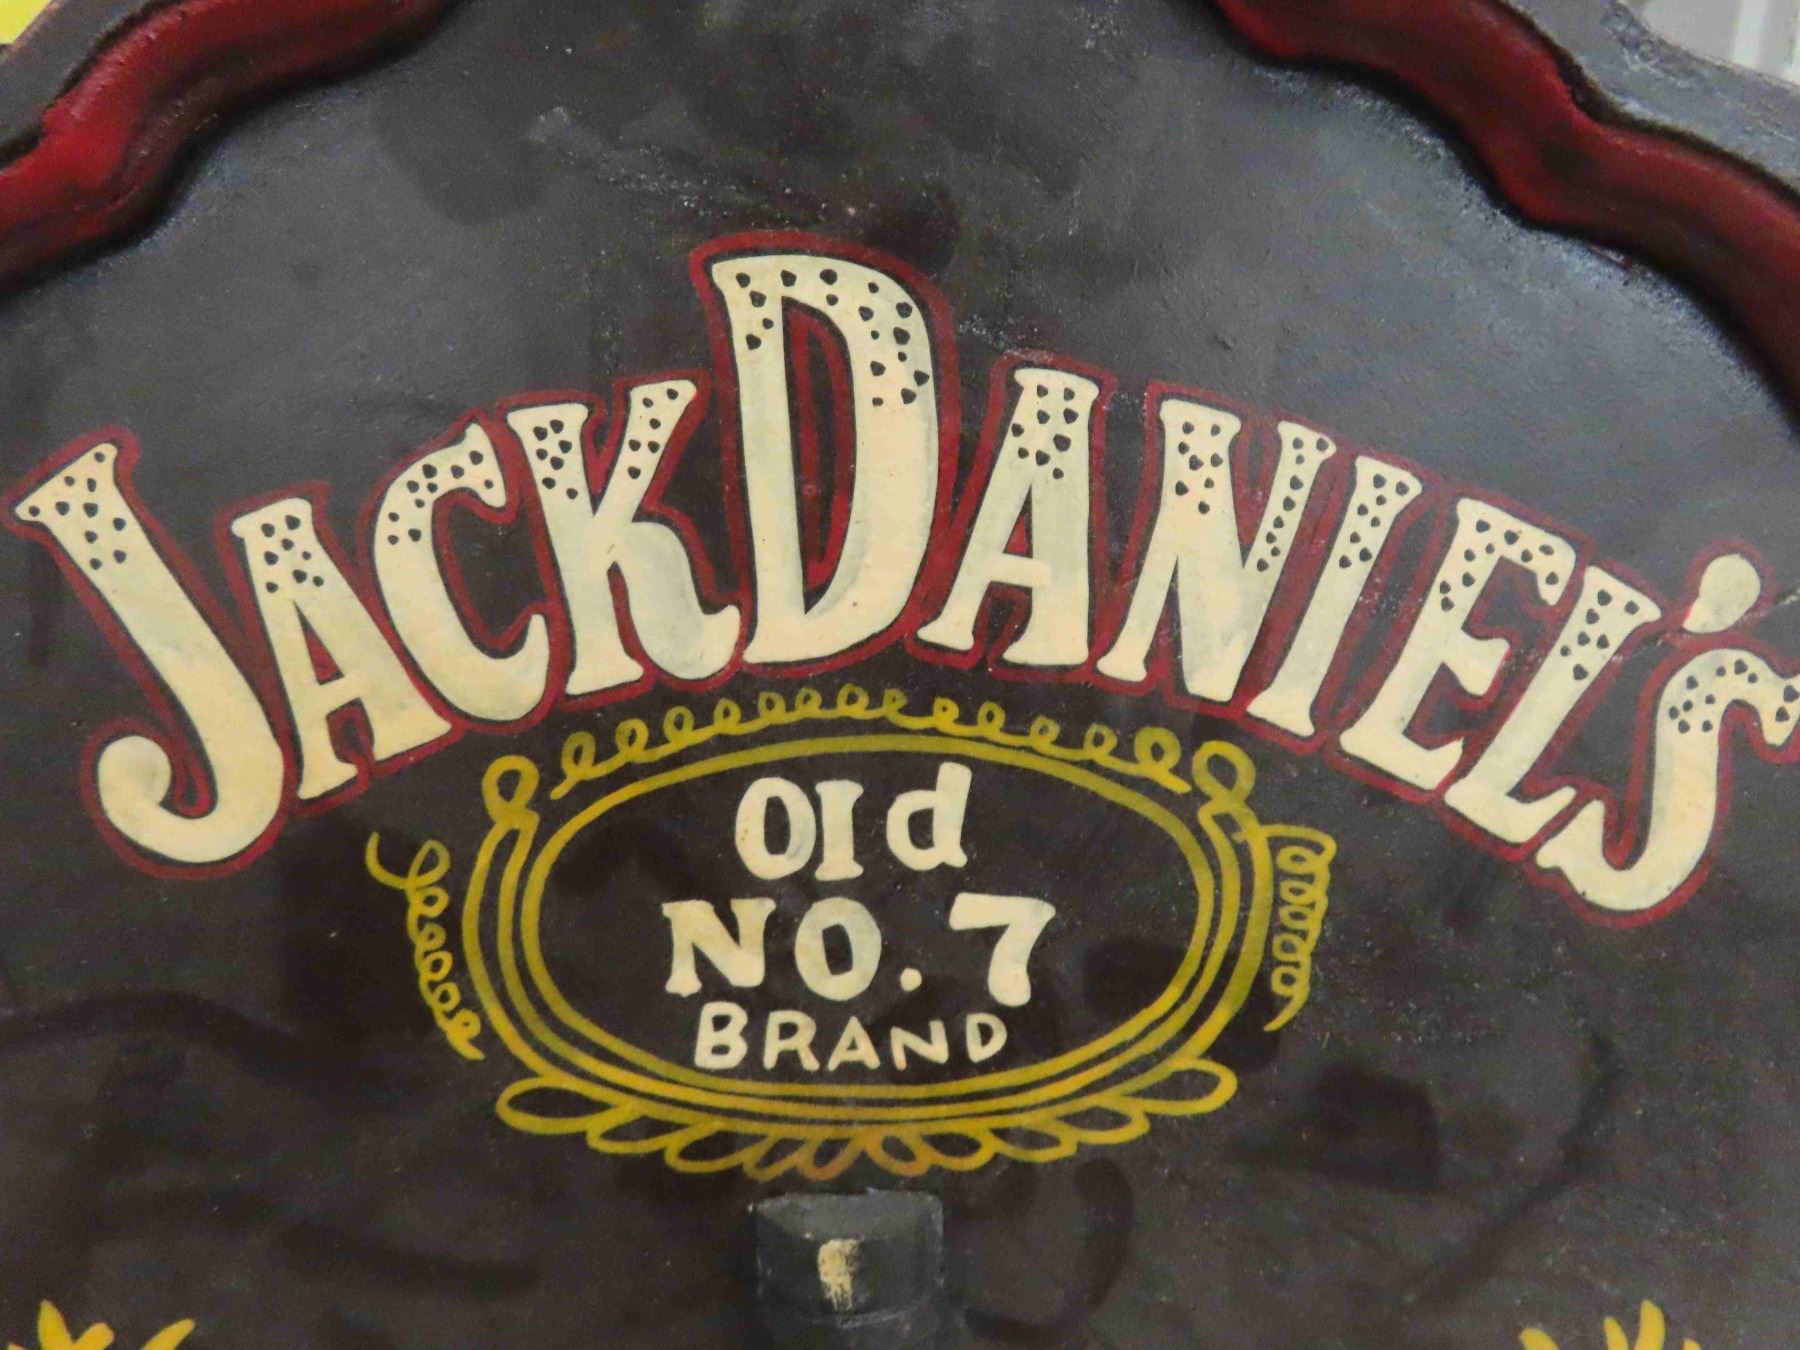 JACK DANIEL'S
Old
NO. 7
BRAND